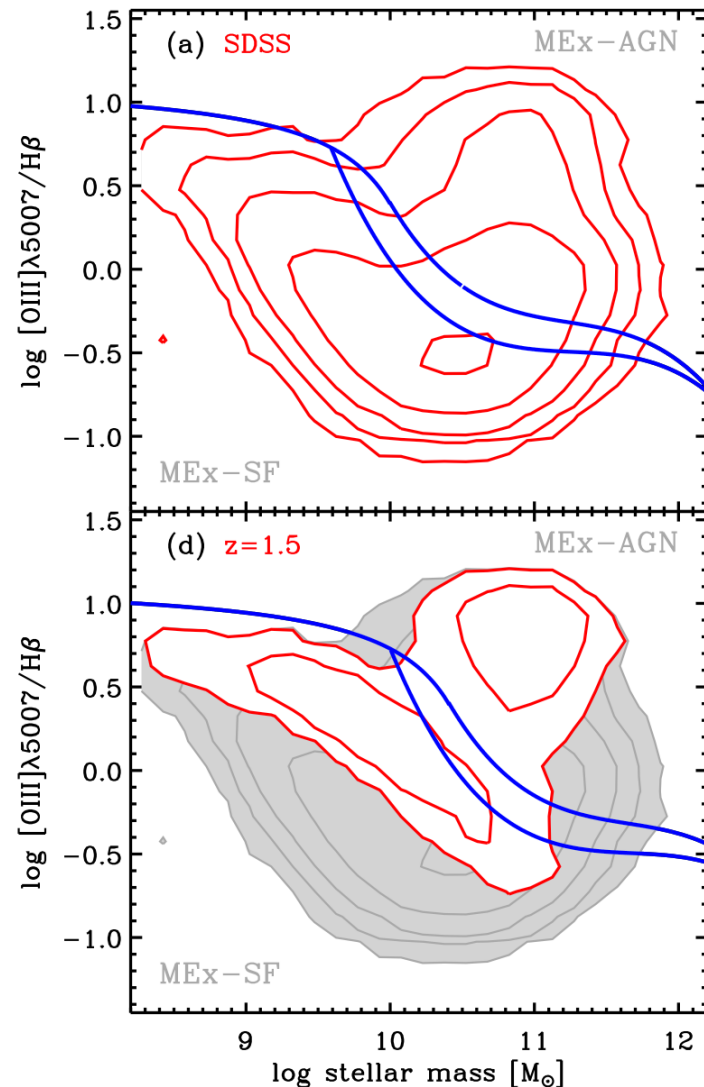 (a) SDSS MEx-AGN
1.5
1.0
0.5
0.0
−0.5
−1.0
log [OIII]λ5007/Hβ
MEx-SF
(d) z=1.5 MEx-AGN
1.5
1.0
0.5
0.0
−0.5
−1.0
log [OIII]λ5007/Hβ
MEx-SF
9 10 11 12
log stellar mass [M⊙]